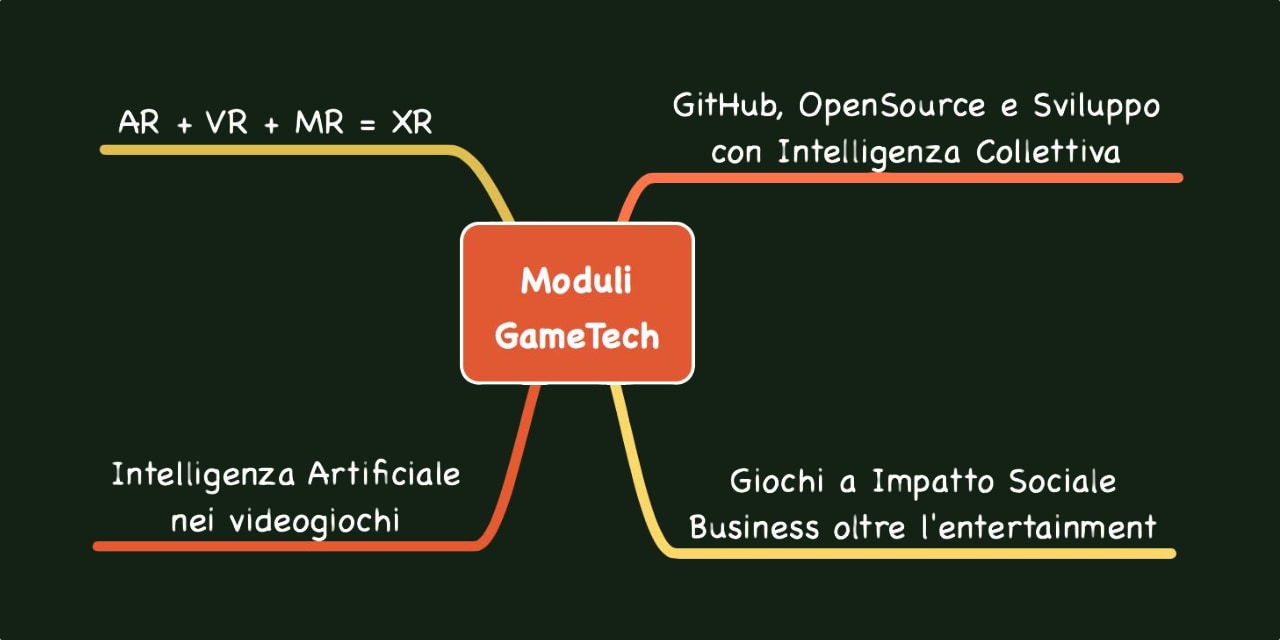 AR + VR + MR = XR
GitHub, OpenSource e Sviluppo
con Intelligenza Collettiva
Moduli
GameTech
Intelligenza Artificiale
nei videogiochi
Giochi a Impatto Sociale
Business oltre l'entertainment